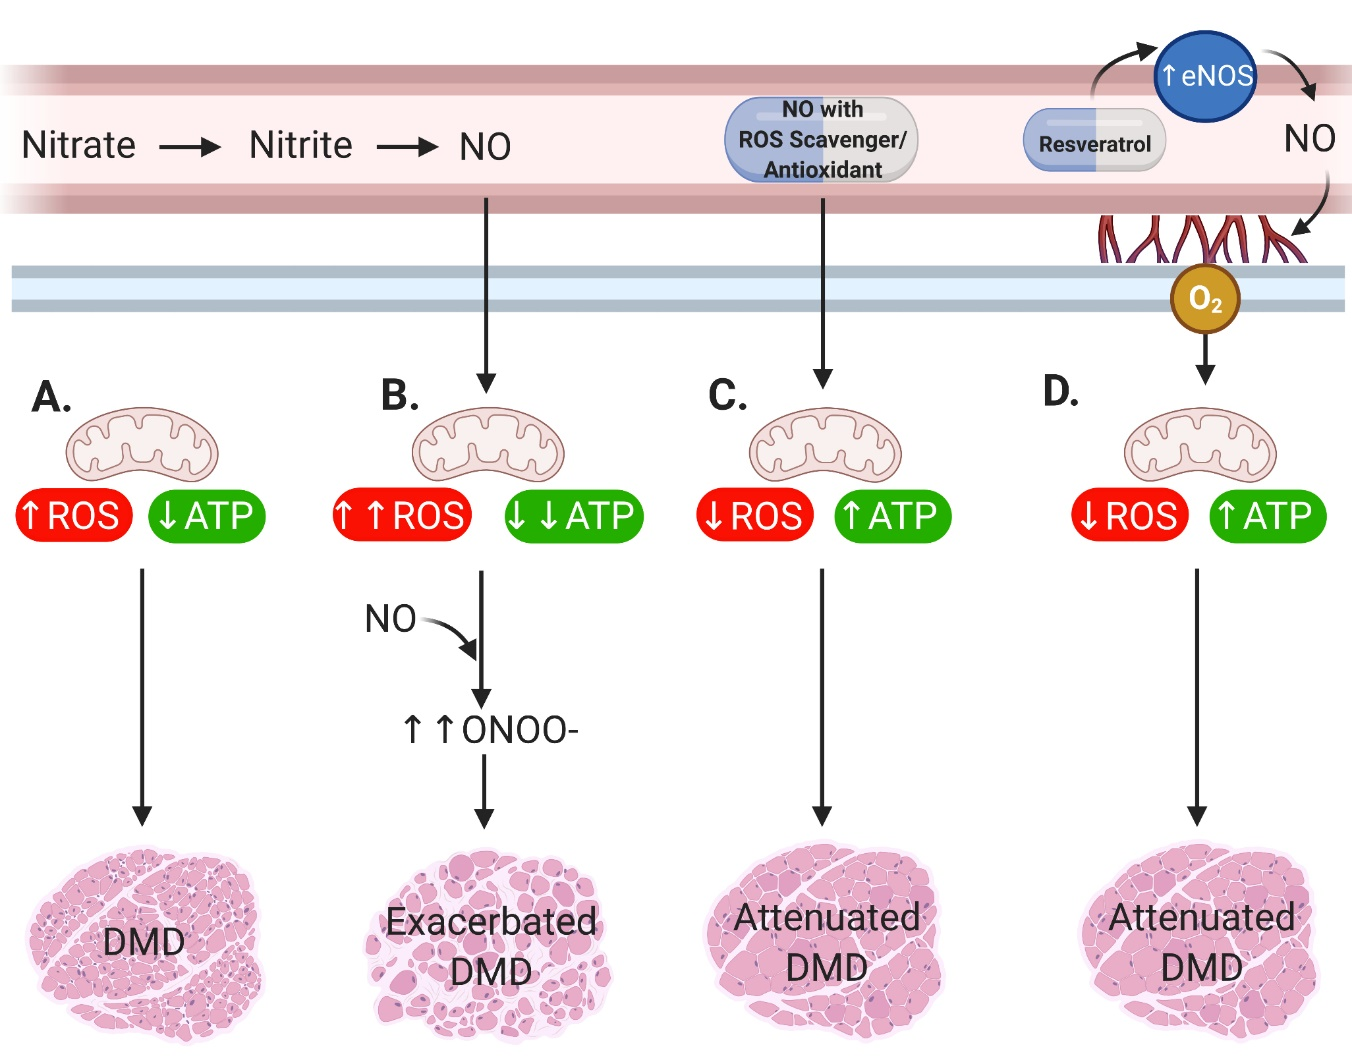 ↑eNOS
Nitrate → Nitrite → NO
NO with
ROS Scavenger/
Antioxidant
Resveratrol
NO
O₂
A.
B.
C.
D.
↑ROS ↓ATP
↑↑ROS ↓↓ATP
↓ROS ↑ATP
↓ROS ↑ATP
NO
↑↑ONOO-
DMD
Exacerbated
DMD
Attenuated
DMD
Attenuated
DMD